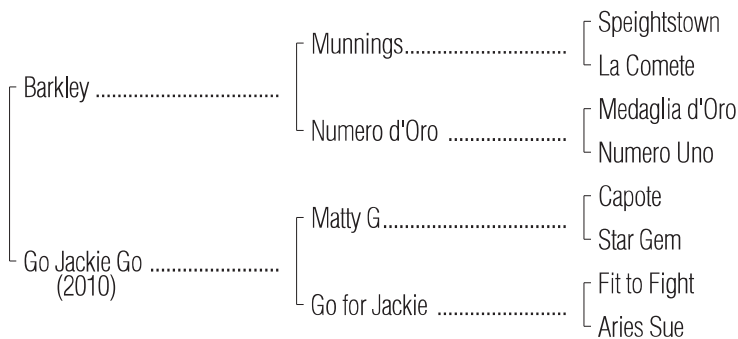 Speightstown
Munnings
La Comete
Barkley
Medaglia d'Oro
Numero d'Oro
Numero Uno
Capote
Matty G
Star Gem
Go Jackie Go
(2010)
Fit to Fight
Go for Jackie
Aries Sue